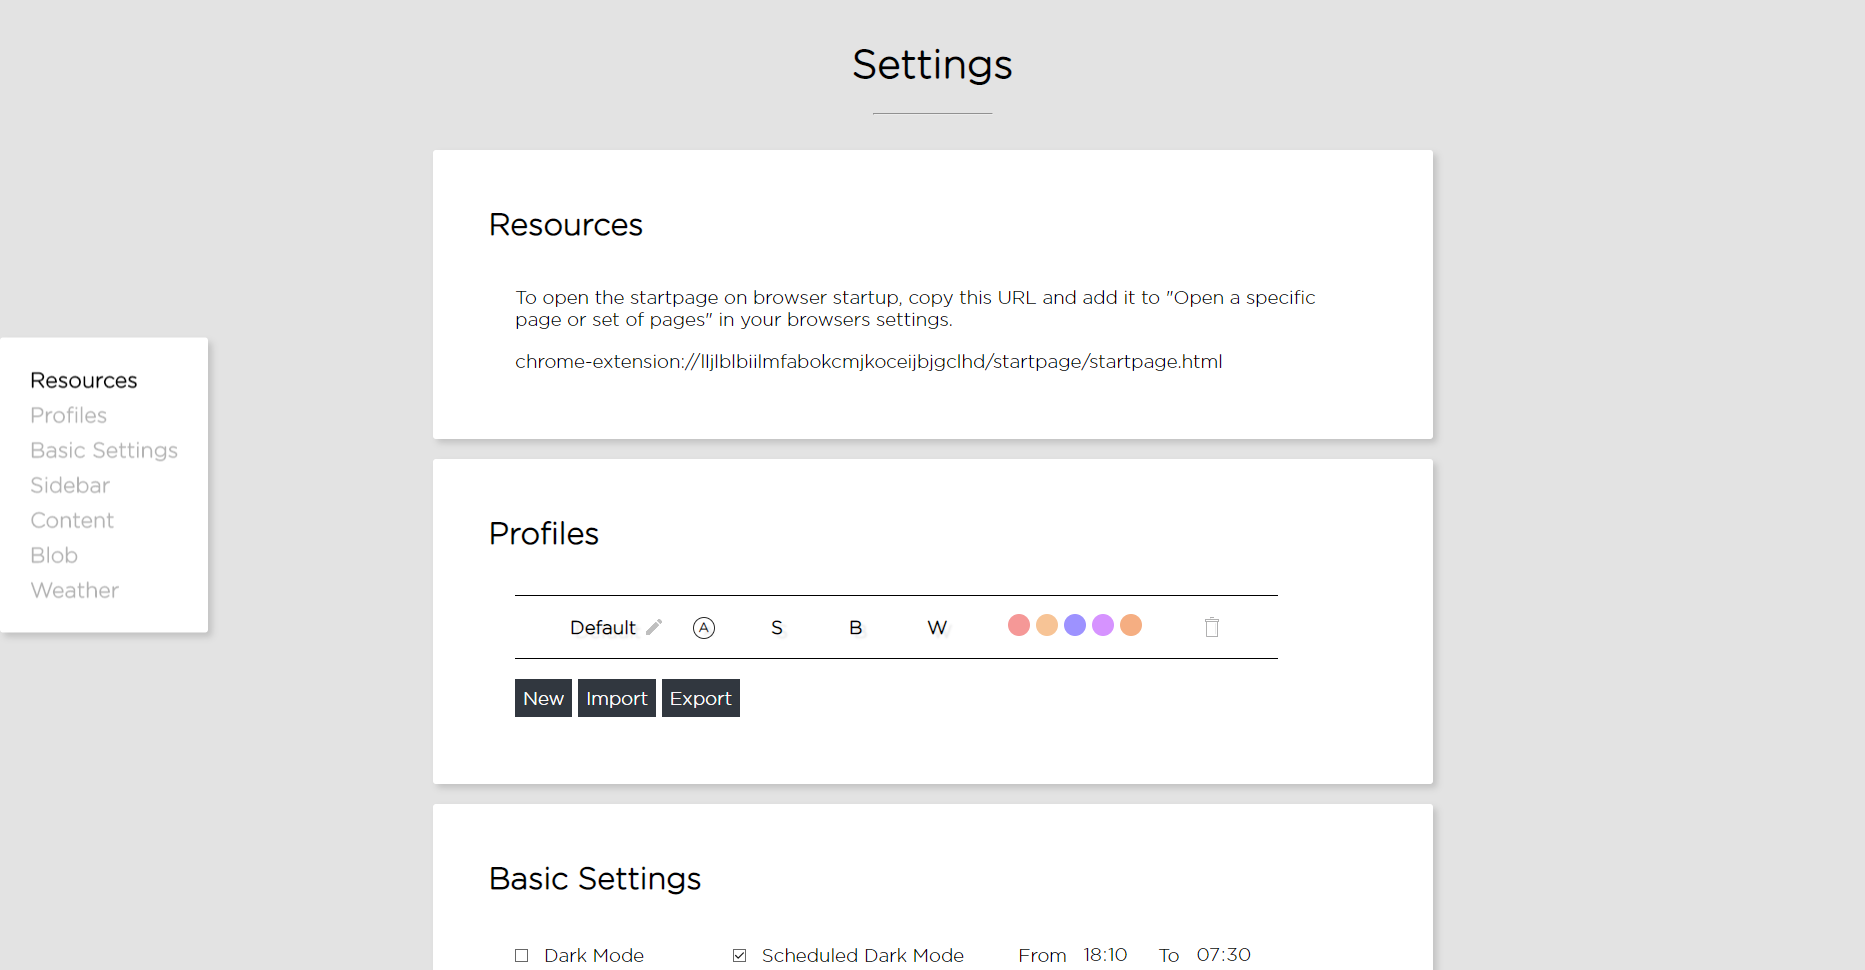 Settings
Resources
To open the startpage on browser startup, copy this URL and add it to "Open a specific
page or set of pages" in your browsers settings.
chrome-extension://lljlblbiilmfabokcmjkoceijbjgclhd/startpage/startpage.html
Resources
Profiles
Basic Settings
Sidebar
Content
Blob
Weather
Profiles
Default A S B W
New Import Export
Basic Settings
Dark Mode Scheduled Dark Mode From 18:10 To 07:30